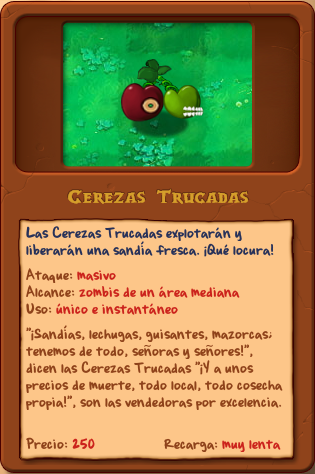 Cerezas Trucadas
Las Cerezas Trucadas explotarán y
liberarán una sandía fresca. ¡Qué locura!
Ataque: masivo
Alcance: zombis de un área mediana
Uso: único e instantáneo
"¡Sandías, lechugas, guisantes, mazorcas;
tenemos de todo, señoras y señores!",
dicen las Cerezas Trucadas "¡Y a unos
precios de muerte, todo local, todo cosecha
propia!", son las vendedoras por excelencia.
Precio: 250 Recarga: muy lenta